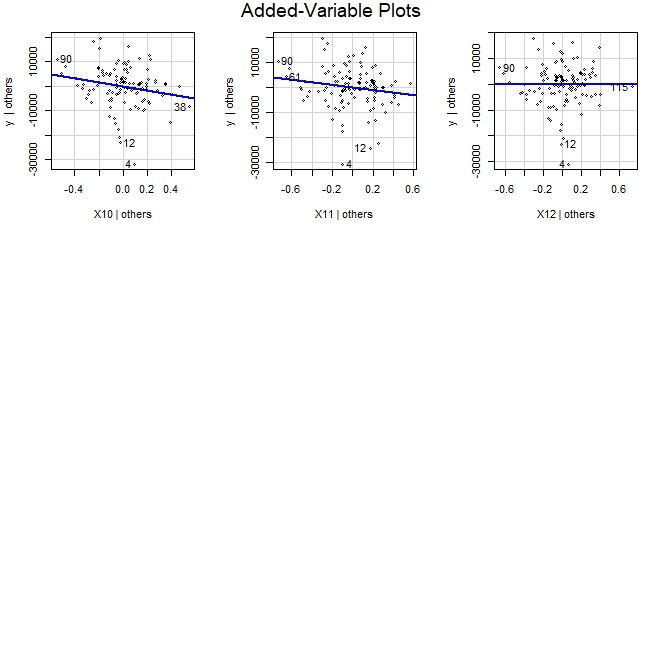 Added-Variable Plots
y | others
-30000 -10000 10000
90
12
4
38
-0.4 0.0 0.2 0.4
X10 | others
y | others
-30000 -10000 10000
90
61
12
4
-0.6 -0.2 0.2 0.6
X11 | others
y | others
-30000 -10000 10000
90
115
12
4
-0.6 -0.2 0.2 0.6
X12 | others